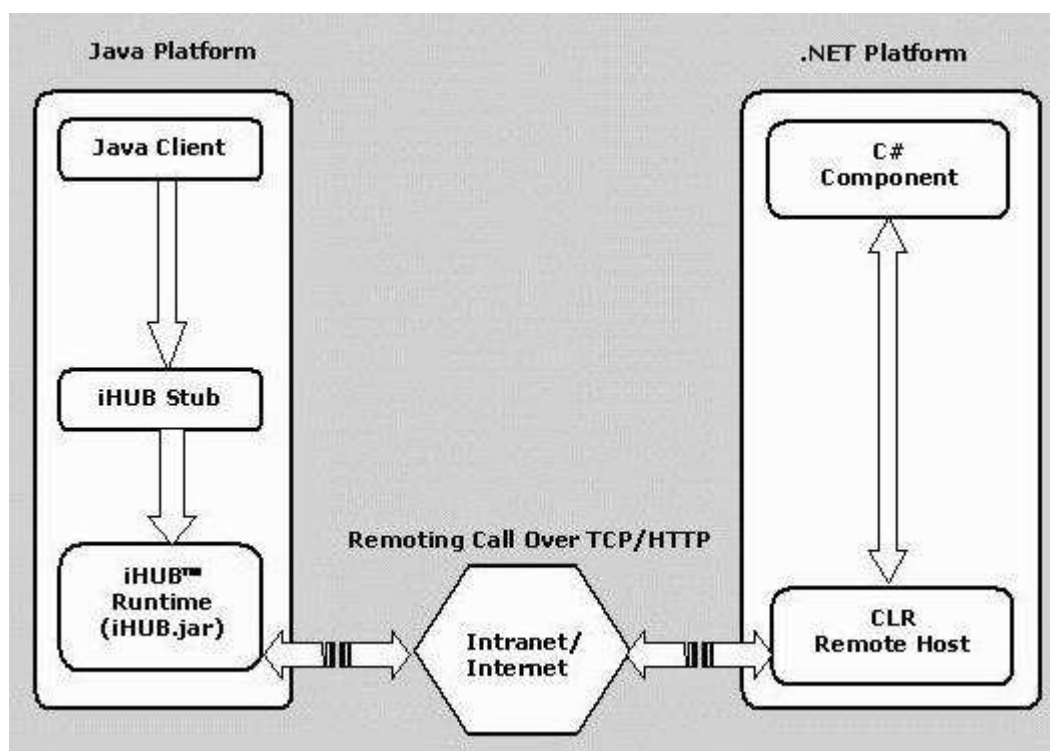 Java Platform
.NET Platform
Java Client
C#
Component
iHUB Stub
Remoting Call Over TCP/HTTP
iHUB™
Runtime
(iHUB.jar)
Intranet/
Internet
CLR
Remote Host